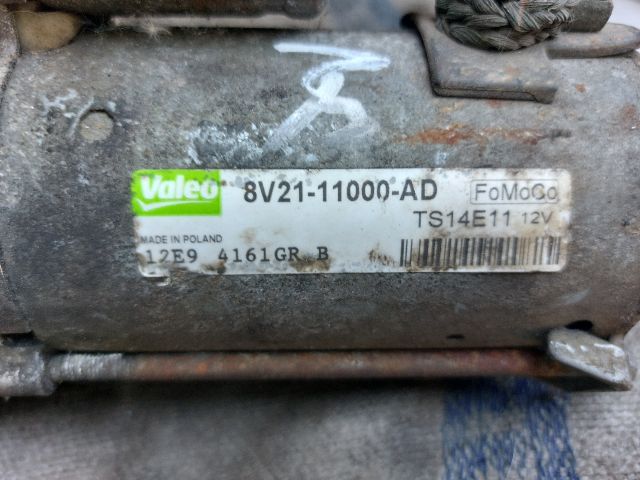 Valeo 8V21-11000-AD FoMoCo
TS14E11 12V
MADE IN POLAND
12E9 4161GR B